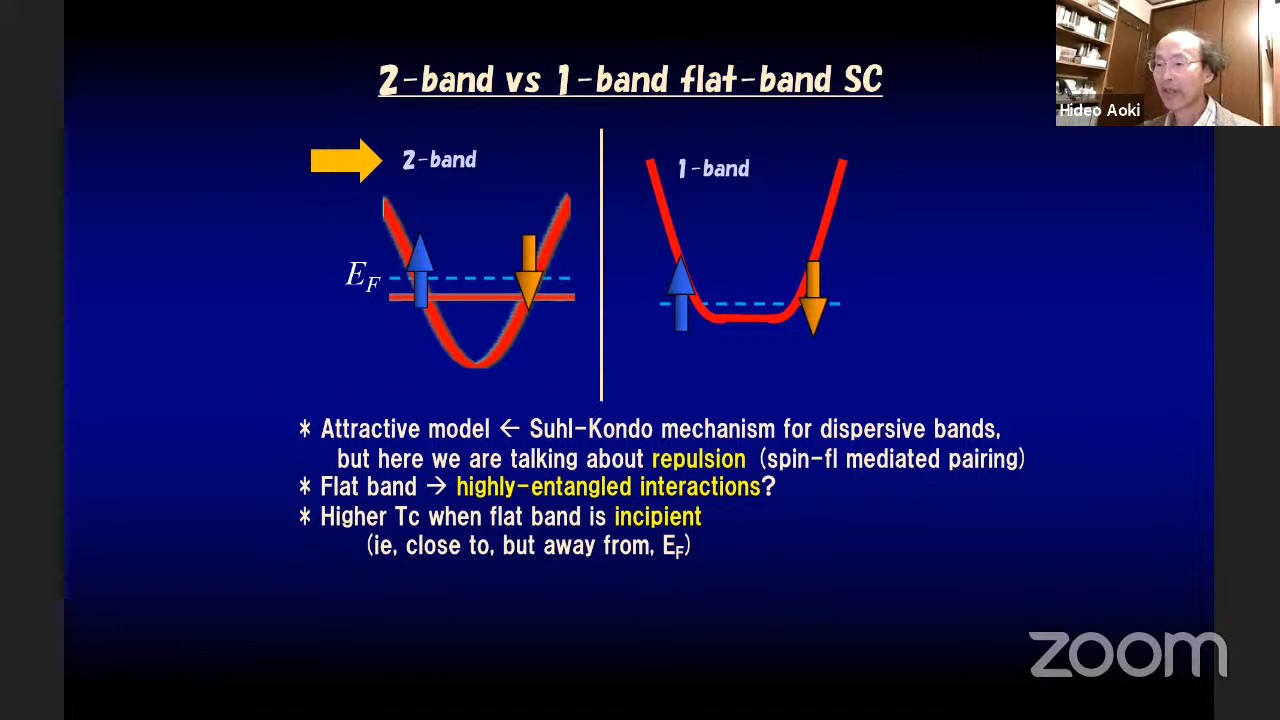 2-band vs 1-band flat-band SC
Hideo Aoki
2-band
1-band
E_F
* Attractive model ← Suhl-Kondo mechanism for dispersive bands,
but here we are talking about repulsion (spin-fl mediated pairing)
* Flat band → highly-entangled interactions?
* Higher Tc when flat band is incipient
(ie, close to, but away from, E_F)
zoom